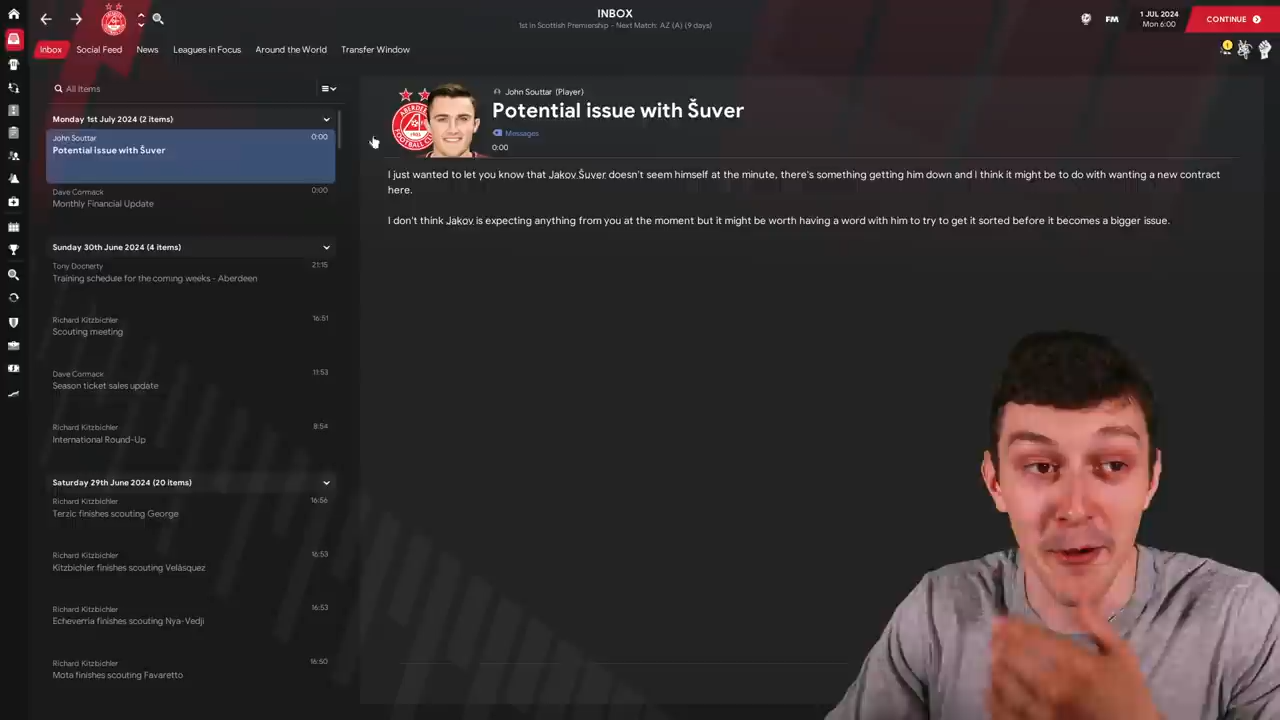 INBOX
1st in Scottish Premiership - Next Match: AZ (A) (9 days)
FM
1 JUL 2024
Mon 6:00
CONTINUE
Inbox
Social Feed
News
Leagues in Focus
Around the World
Transfer Window
1
All Items
Monday 1st July 2024 (2 items)
John Souttar
0:00
Potential issue with Šuver
Dave Cormack
0:00
Monthly Financial Update
Sunday 30th June 2024 (4 items)
Tony Docherty
21:15
Training schedule for the coming weeks - Aberdeen
Richard Kitzbichler
16:51
Scouting meeting
Dave Cormack
11:53
Season ticket sales update
Richard Kitzbichler
8:54
International Round-Up
Saturday 29th June 2024 (20 items)
Richard Kitzbichler
16:56
Terzic finishes scouting George
Richard Kitzbichler
16:53
Kitzbichler finishes scouting Velásquez
Richard Kitzbichler
16:53
Echeverria finishes scouting Nya-Vedji
Richard Kitzbichler
16:50
Mota finishes scouting Favaretto
John Souttar (Player)
Potential issue with Šuver
Messages
0:00
I just wanted to let you know that Jakov Šuver doesn't seem himself at the minute, there's something getting him down and I think it might be to do with wanting a new contract
here.
I don't think Jakov is expecting anything from you at the moment but it might be worth having a word with him to try to get it sorted before it becomes a bigger issue.